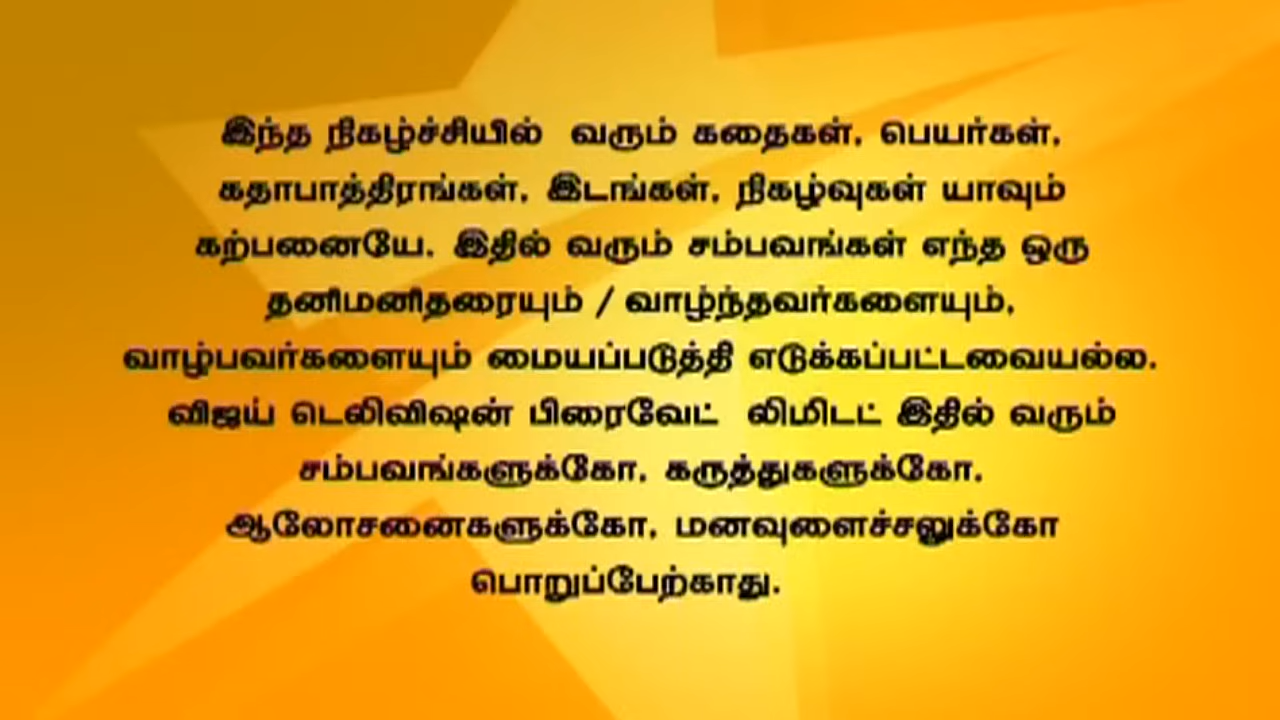 இந்த நிகழ்ச்சியில் வரும் கதைகள், பெயர்கள்,
கதாபாத்திரங்கள், இடங்கள், நிகழ்வுகள் யாவும்
கற்பனையே. இதில் வரும் சம்பவங்கள் எந்த ஒரு
தனிமனிதரையும் / வாழ்ந்தவர்களையும்,
வாழ்பவர்களையும் மையப்படுத்தி எடுக்கப்பட்டவையல்ல.
விஜய் டெலிவிஷன் பிரைவேட் லிமிடட் இதில் வரும்
சம்பவங்களுக்கோ, கருத்துகளுக்கோ,
ஆலோசனைகளுக்கோ, மனவுளைச்சலுக்கோ
பொறுப்பேற்காது.